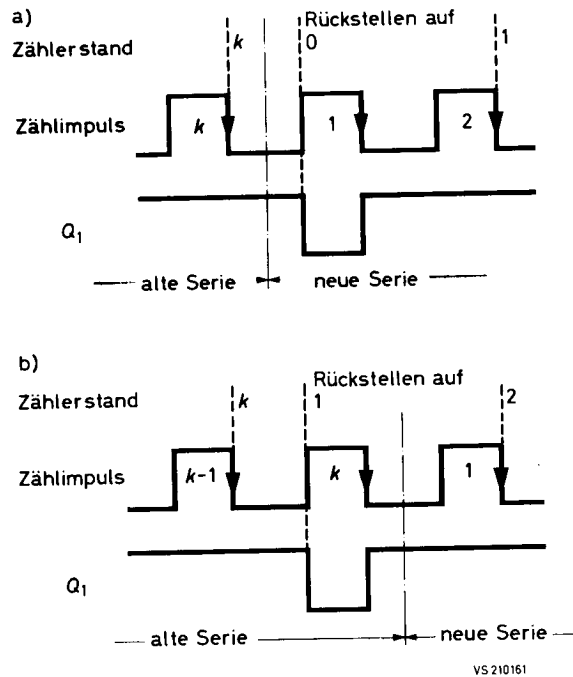 a)
Rückstellen auf
Zählerstand k 0 1
Zählimpuls k 1 2
Q1
alte Serie neue Serie
b)
Rückstellen auf
Zählerstand k 1 2
Zählimpuls k-1 k 1
Q1
alte Serie neue Serie
VS 210161